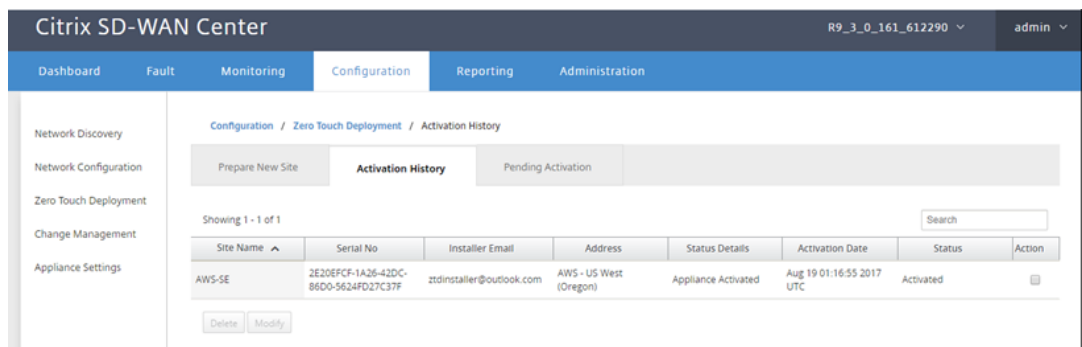 Citrix SD-WAN Center
R9_3_0_161_612290
admin
Dashboard Fault Monitoring Configuration Reporting Administration
Network Discovery
Network Configuration
Zero Touch Deployment
Change Management
Appliance Settings
Configuration / Zero Touch Deployment / Activation History
Prepare New Site Activation History Pending Activation
Showing 1 - 1 of 1
Search
Site Name Serial No Installer Email Address Status Details Activation Date Status Action
AWS-SE
2E20EFCF-1A26-42DC-
86D0-5624FD27C37F
ztdinstaller@outlook.com
AWS - US West
(Oregon)
Appliance Activated
Aug 19 01:16:55 2017
UTC
Activated
Delete Modify